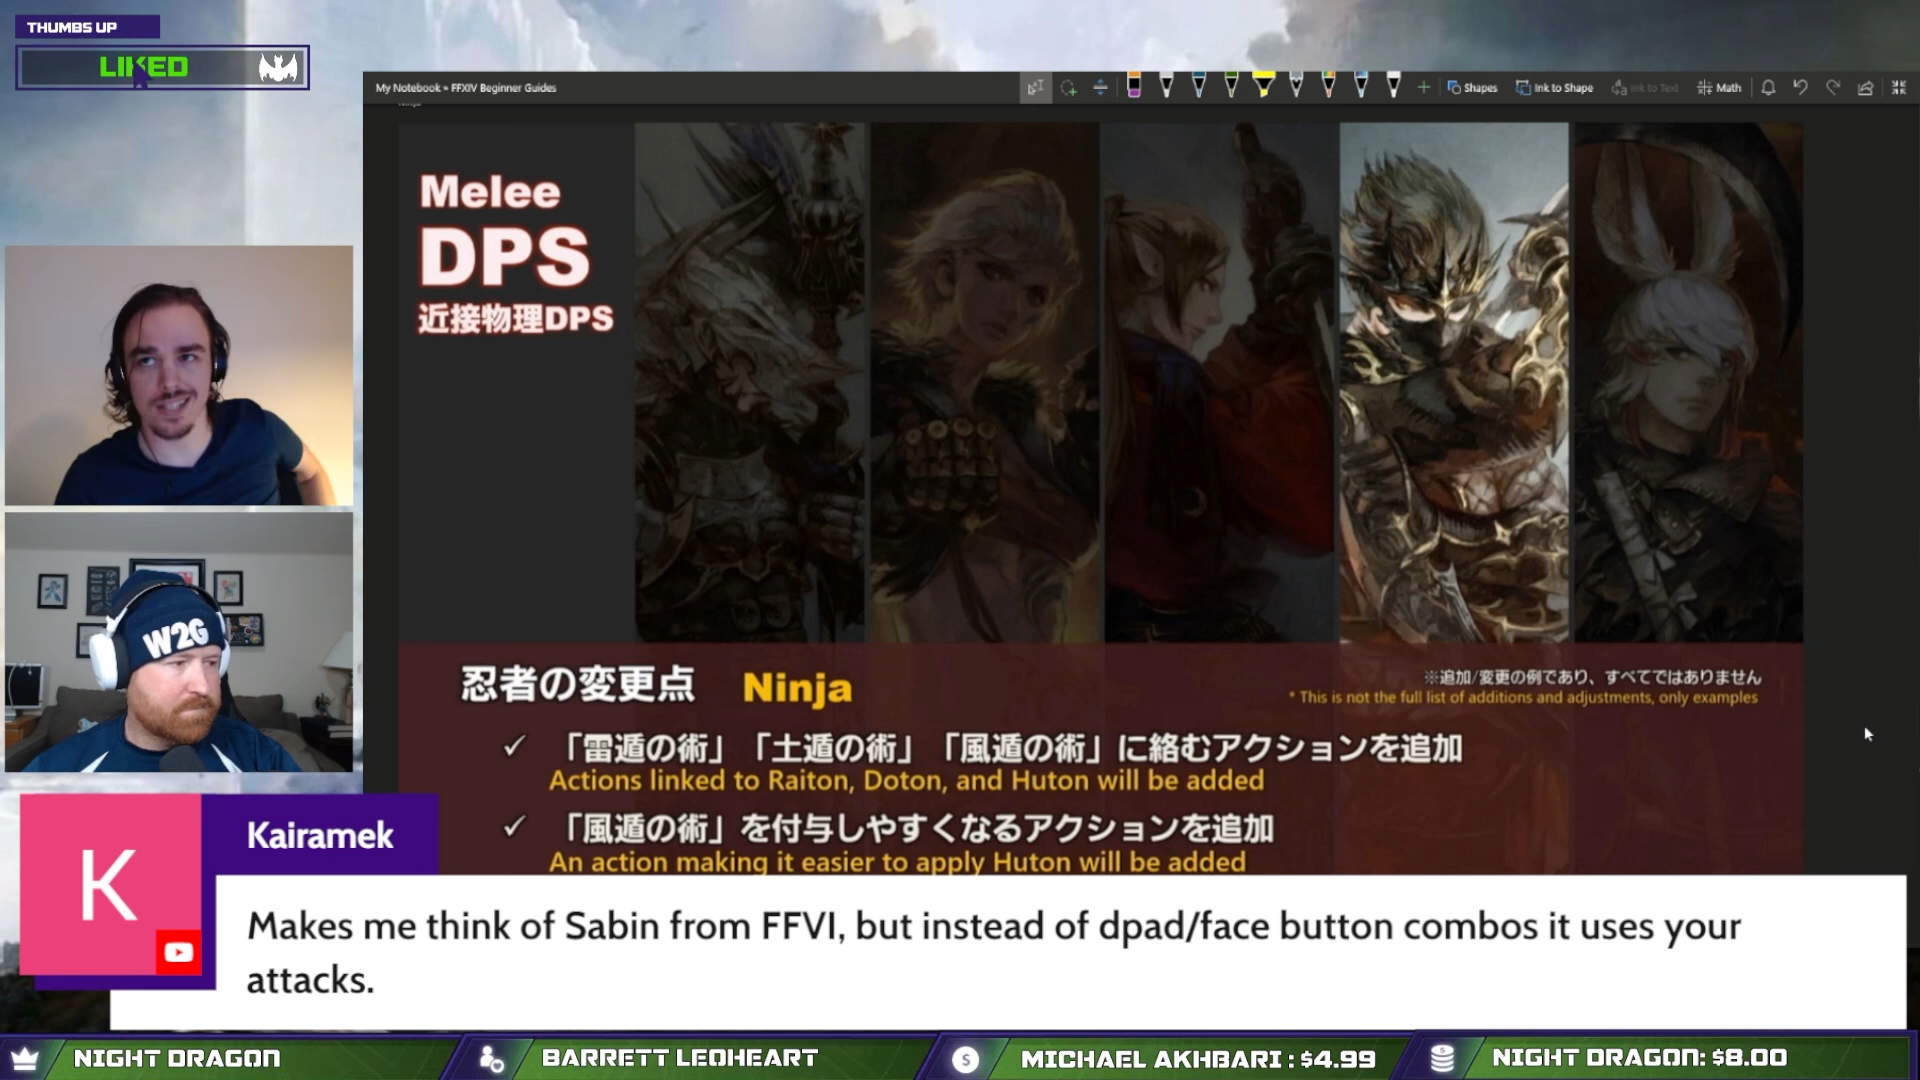 THUMBS UP
LIKED
My Notebook » FFXIV Beginner Guides
Shapes
Ink to Shape
Ink to Text
Math
Melee
DPS
近接物理DPS
W2G
忍者の変更点 Ninja
※追加/変更の例であり、すべてではありません
* This is not the full list of additions and adjustments, only examples
✓ 「雷遁の術」「土遁の術」「風遁の術」に絡むアクションを追加
Actions linked to Raiton, Doton, and Huton will be added
✓ 「風遁の術」を付与しやすくなるアクションを追加
An action making it easier to apply Huton will be added
K
Kairamek
Makes me think of Sabin from FFVI, but instead of dpad/face button combos it uses your
attacks.
NIGHT DRAGON
BARRETT LEOHEART
MICHAEL AKHBARI : $4.99
NIGHT DRAGON: $8.00